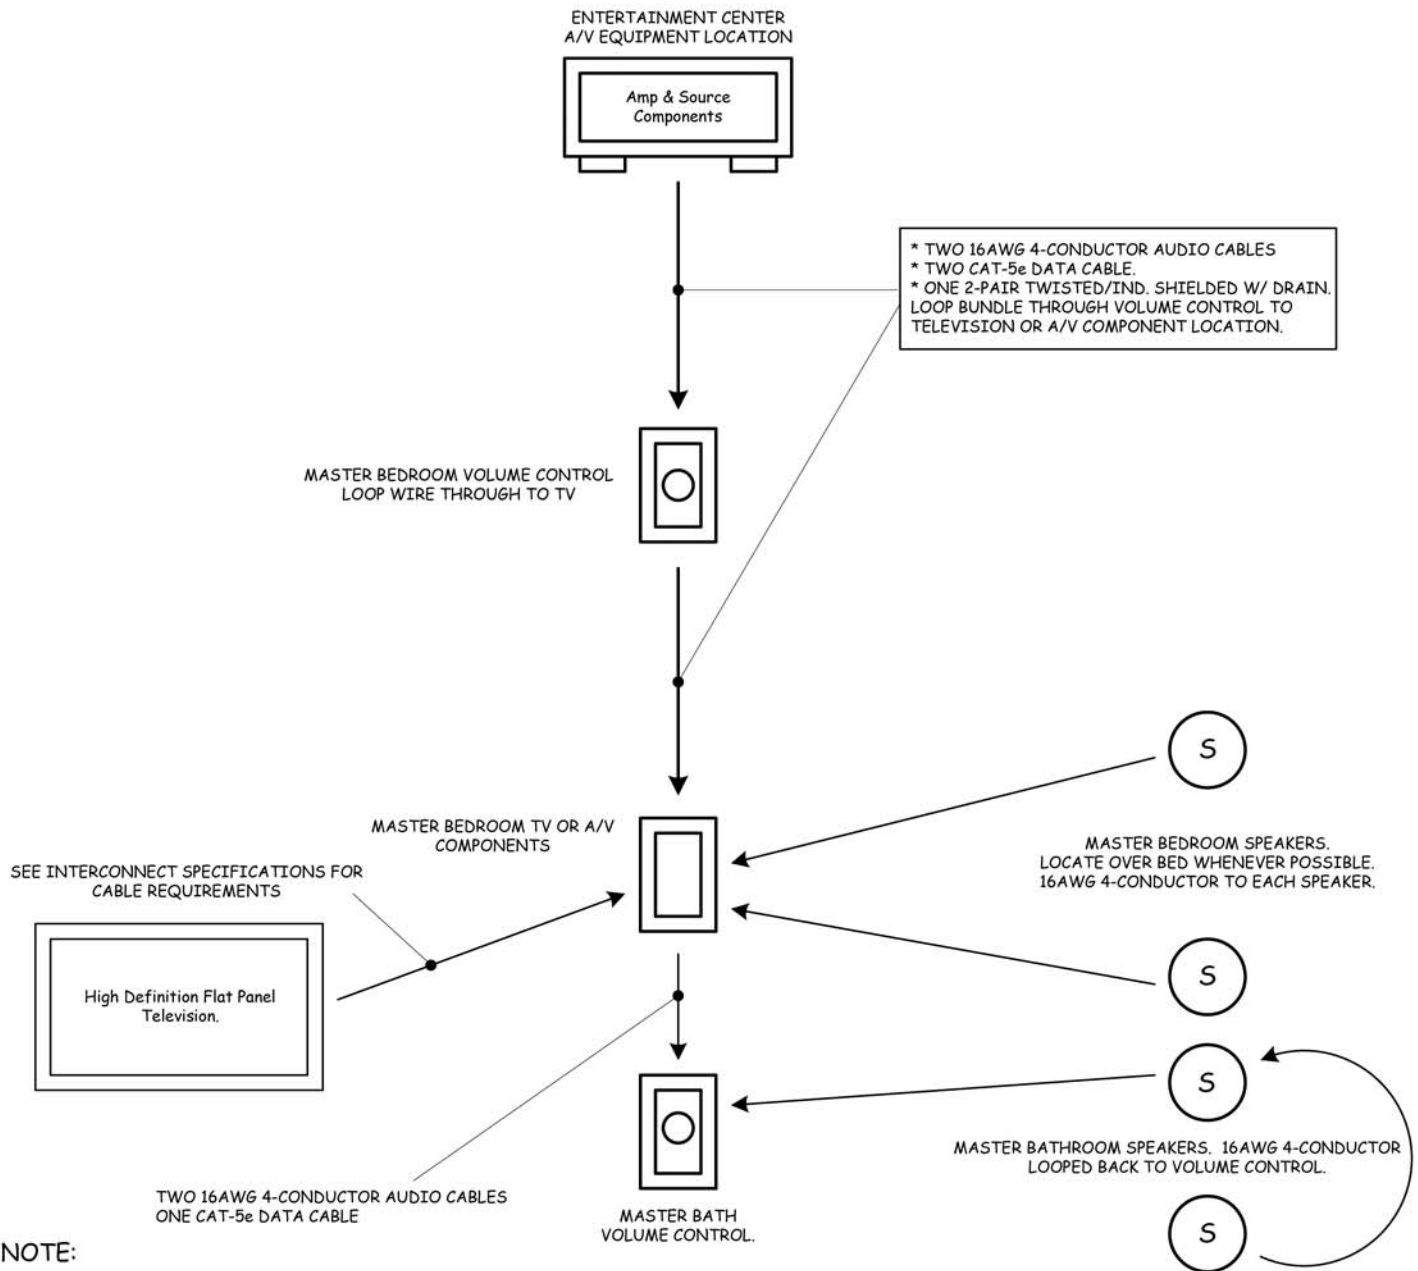 ENTERTAINMENT CENTER
A/V EQUIPMENT LOCATION
Amp & Source
Components
* TWO 16AWG 4-CONDUCTOR AUDIO CABLES
* TWO CAT-5e DATA CABLE.
* ONE 2-PAIR TWISTED/IND. SHIELDED W/ DRAIN.
LOOP BUNDLE THROUGH VOLUME CONTROL TO
TELEVISION OR A/V COMPONENT LOCATION.
MASTER BEDROOM VOLUME CONTROL
LOOP WIRE THROUGH TO TV
S
MASTER BEDROOM TV OR A/V
COMPONENTS
MASTER BEDROOM SPEAKERS.
LOCATE OVER BED WHENEVER POSSIBLE.
16AWG 4-CONDUCTOR TO EACH SPEAKER.
SEE INTERCONNECT SPECIFICATIONS FOR
CABLE REQUIREMENTS
High Definition Flat Panel
Television.
S
S
MASTER BATHROOM SPEAKERS. 16AWG 4-CONDUCTOR
LOOPED BACK TO VOLUME CONTROL.
TWO 16AWG 4-CONDUCTOR AUDIO CABLES
ONE CAT-5e DATA CABLE
MASTER BATH
VOLUME CONTROL.
S
NOTE: